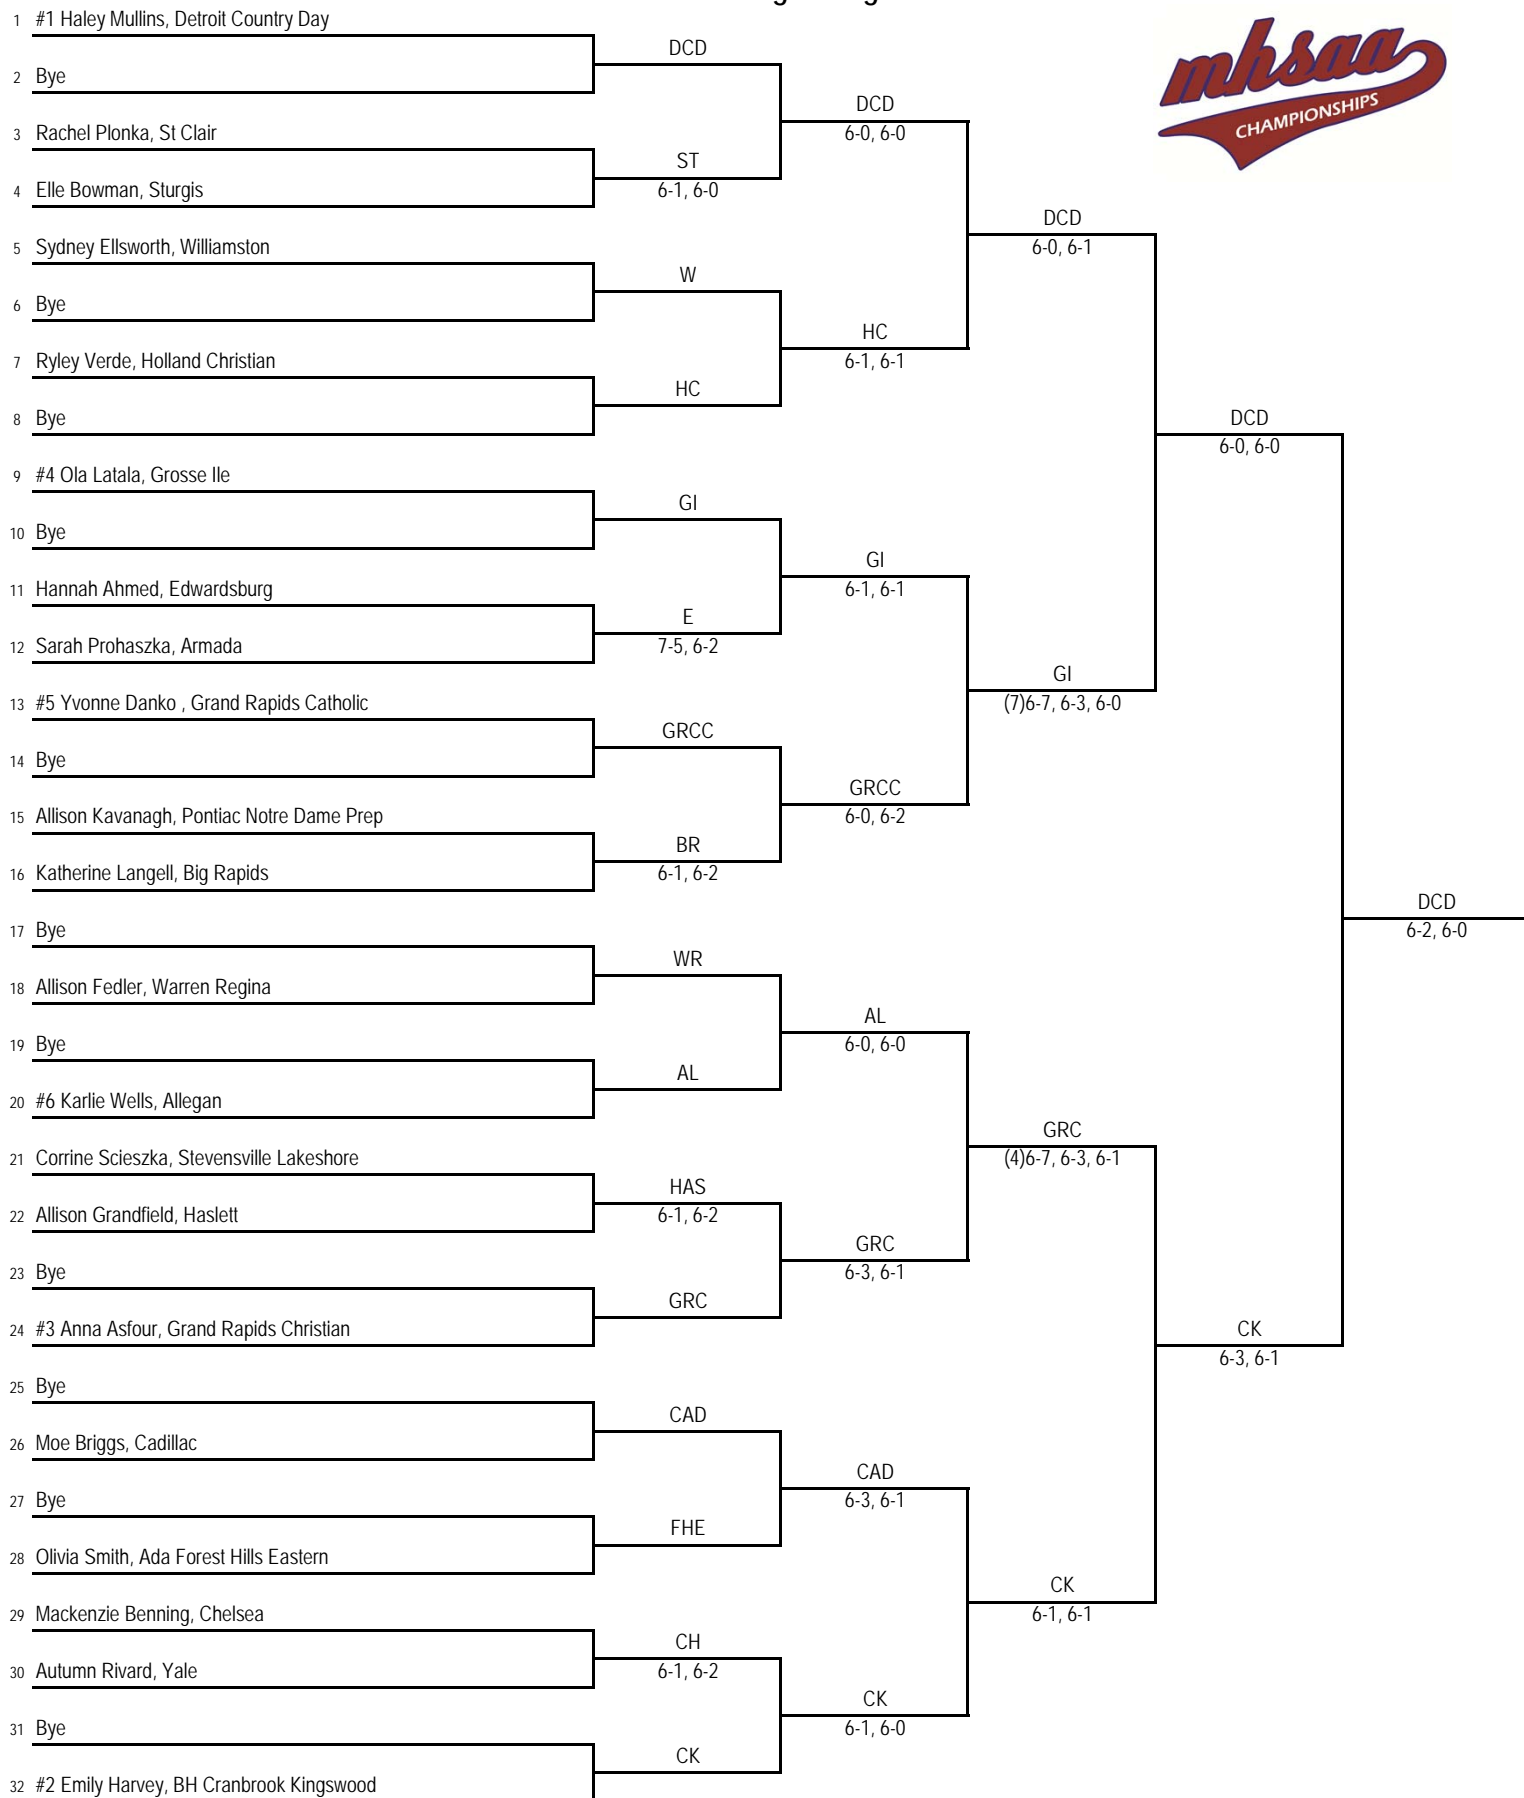 1 #1 Haley Mullins, Detroit Country Day
DCD
2 Bye
DCD
6-0, 6-0
mhsaa
CHAMPIONSHIPS
3 Rachel Plonka, St Clair
ST
6-1, 6-0
4 Elle Bowman, Sturgis
DCD
6-0, 6-1
5 Sydney Ellsworth, Williamston
W
6 Bye
HC
6-1, 6-1
7 Ryley Verde, Holland Christian
HC
8 Bye
DCD
6-0, 6-0
9 #4 Ola Latala, Grosse Ile
GI
10 Bye
GI
6-1, 6-1
11 Hannah Ahmed, Edwardsburg
E
7-5, 6-2
12 Sarah Prohaszka, Armada
GI
(7)6-7, 6-3, 6-0
13 #5 Yvonne Danko , Grand Rapids Catholic
GRCC
14 Bye
GRCC
6-0, 6-2
15 Allison Kavanagh, Pontiac Notre Dame Prep
BR
6-1, 6-2
16 Katherine Langell, Big Rapids
DCD
6-2, 6-0
17 Bye
WR
18 Allison Fedler, Warren Regina
AL
6-0, 6-0
19 Bye
AL
20 #6 Karlie Wells, Allegan
GRC
(4)6-7, 6-3, 6-1
21 Corrine Scieszka, Stevensville Lakeshore
HAS
6-1, 6-2
22 Allison Grandfield, Haslett
GRC
6-3, 6-1
23 Bye
GRC
24 #3 Anna Asfour, Grand Rapids Christian
CK
6-3, 6-1
25 Bye
CAD
26 Moe Briggs, Cadillac
CAD
6-3, 6-1
27 Bye
FHE
28 Olivia Smith, Ada Forest Hills Eastern
CK
6-1, 6-1
29 Mackenzie Benning, Chelsea
CH
6-1, 6-2
30 Autumn Rivard, Yale
CK
6-1, 6-0
31 Bye
CK
32 #2 Emily Harvey, BH Cranbrook Kingswood